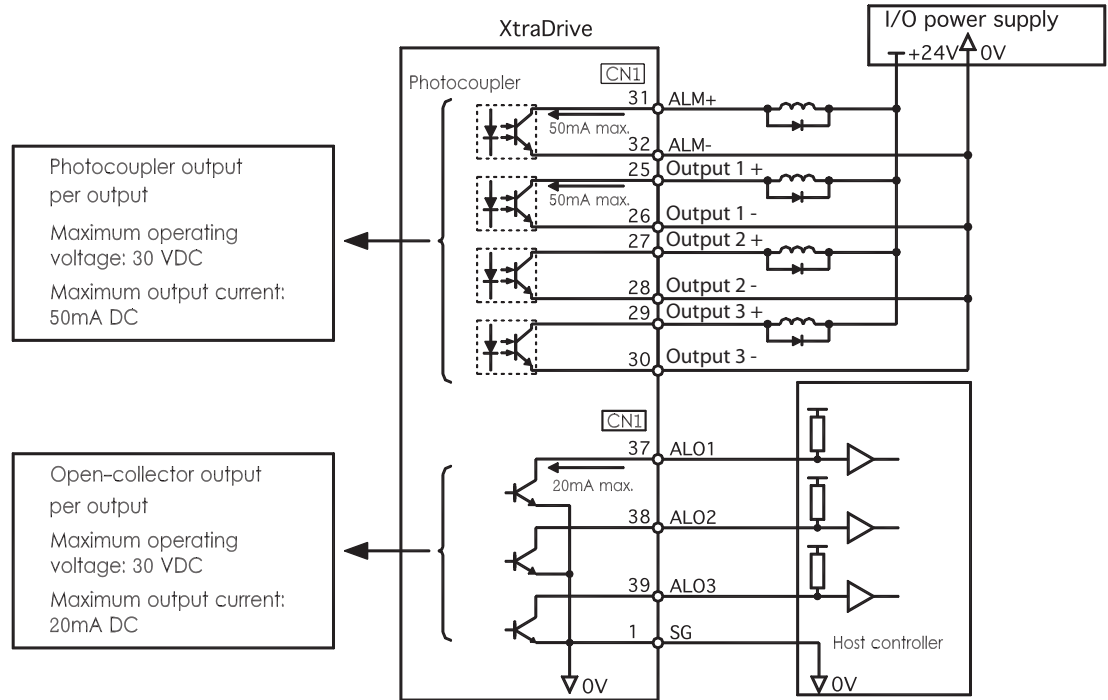 XtraDrive
I/O power supply
+24V
0V
Photocoupler
CN1
31
ALM+
50mA max.
32
ALM-
25
Output 1 +
50mA max.
26
Output 1 -
27
Output 2 +
28
Output 2 -
29
Output 3 +
30
Output 3 -
Photocoupler output
per output
Maximum operating
voltage: 30 VDC
Maximum output current:
50mA DC
CN1
37
ALO1
20mA max.
38
ALO2
39
ALO3
1
SG
0V
Host controller
0V
Open-collector output
per output
Maximum operating
voltage: 30 VDC
Maximum output current:
20mA DC